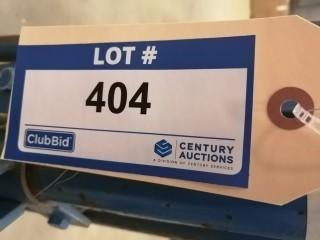 LOT #
404
ClubBid
CENTURY
AUCTIONS
A DIVISION OF CENTURY SERVICES